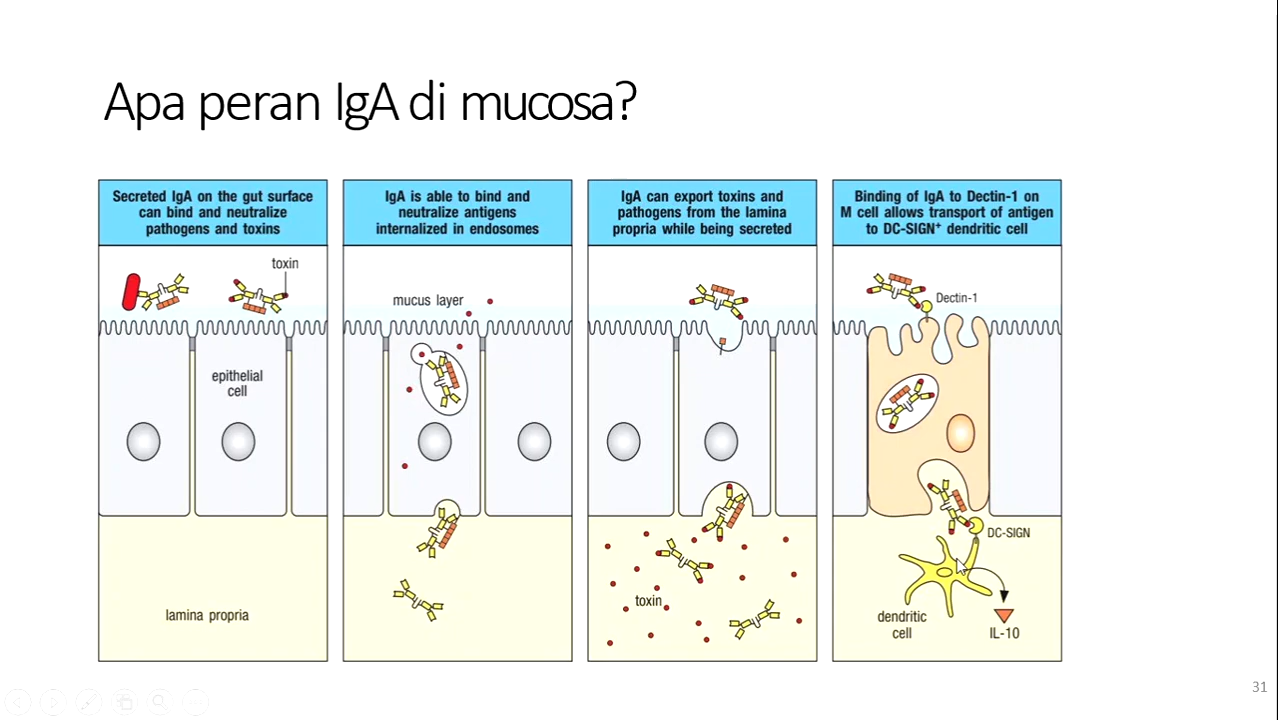 Apa peran IgA di mucosa?
Secreted IgA on the gut surface
can bind and neutralize
pathogens and toxins
toxin
epithelial
cell
lamina propria
IgA is able to bind and
neutralize antigens
internalized in endosomes
mucus layer
IgA can export toxins and
pathogens from the lamina
propria while being secreted
toxin
Binding of IgA to Dectin-1 on
M cell allows transport of antigen
to DC-SIGN⁺ dendritic cell
Dectin-1
DC-SIGN
dendritic
cell
IL-10
31